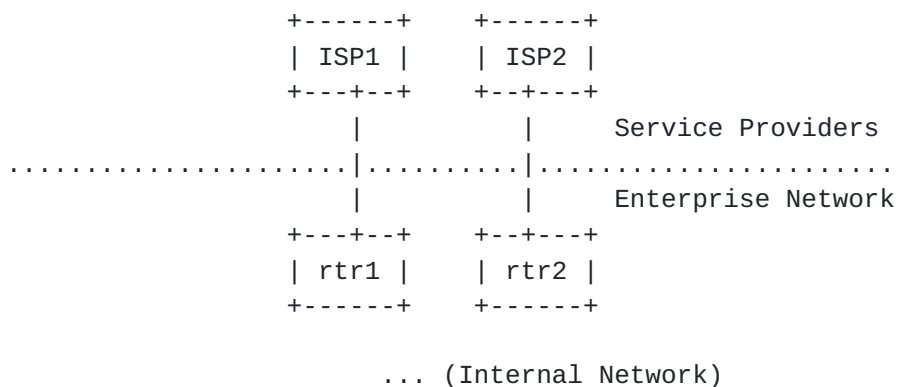 ISP1 ISP2
Service Providers
Enterprise Network
rtr1 rtr2
... (Internal Network)